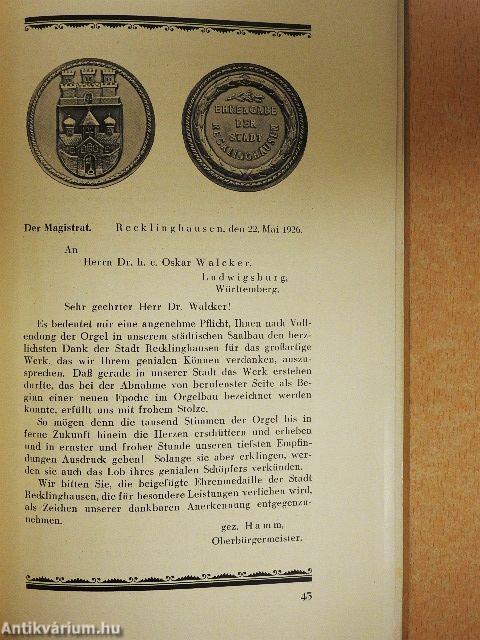 EHRENGABE
DER
STADT
RECKLINGHAUSEN
Der Magistrat. Recklinghausen, den 22. Mai 1926.
An
Herrn Dr. h. c. Oskar Walcker,
Ludwigsburg,
Württemberg.
Sehr geehrter Herr Dr. Walcker!
Es bedeutet mir eine angenehme Pflicht, Ihnen nach Voll-
endung der Orgel in unserem städtischen Saalbau den herz-
lichsten Dank der Stadt Recklinghausen für das großartige
Werk, das wir Ihrem genialen Können verdanken, auszu-
sprechen. Daß gerade in unserer Stadt das Werk erstehen
durfte, das bei der Abnahme von berufenster Seite als Be-
ginn einer neuen Epoche im Orgelbau bezeichnet werden
konnte, erfüllt uns mit frohem Stolze.
So mögen denn die tausend Stimmen der Orgel bis in
ferne Zukunft hinein die Herzen erschüttern und erheben
und in ernster und froher Stunde unseren tiefsten Empfin-
dungen Ausdruck geben! Solange sie aber erklingen, wer-
den sie auch das Lob ihres genialen Schöpfers verkünden.
Wir bitten Sie, die beigefügte Ehrenmedaille der Stadt
Recklinghausen, die für besondere Leistungen verliehen wird,
als Zeichen unserer dankbaren Anerkennung entgegenzu-
nehmen.
gez. Hamm,
Oberbürgermeister.
43
Antikvárium.hu